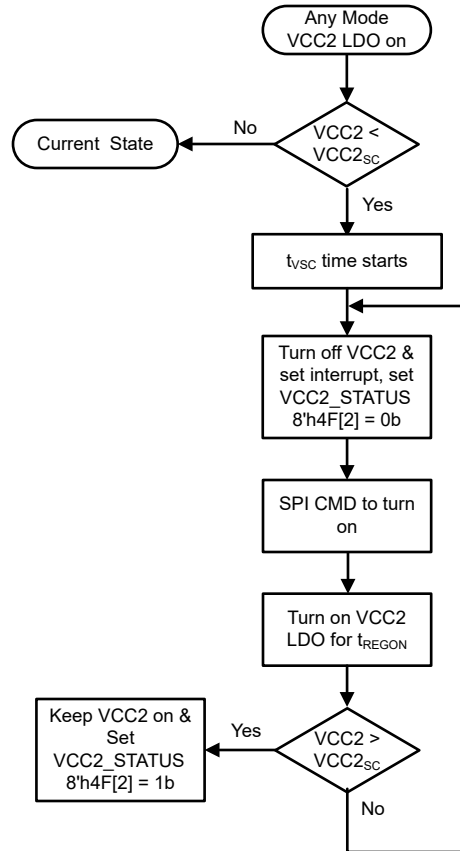 Any Mode
VCC2 LDO on
No
VCC2 <
VCC2SC
Current  State
Yes
tVSC time starts
Turn off VCC2 &
set interrupt, set
VCC2_STATUS
8'h4F[2] = 0b
SPI CMD to turn
on
Turn on VCC2
LDO for tREGON
Keep VCC2 on &
Set
VCC2_STATUS
8'h4F[2] = 1b
Yes
VCC2 >
VCC2SC
No